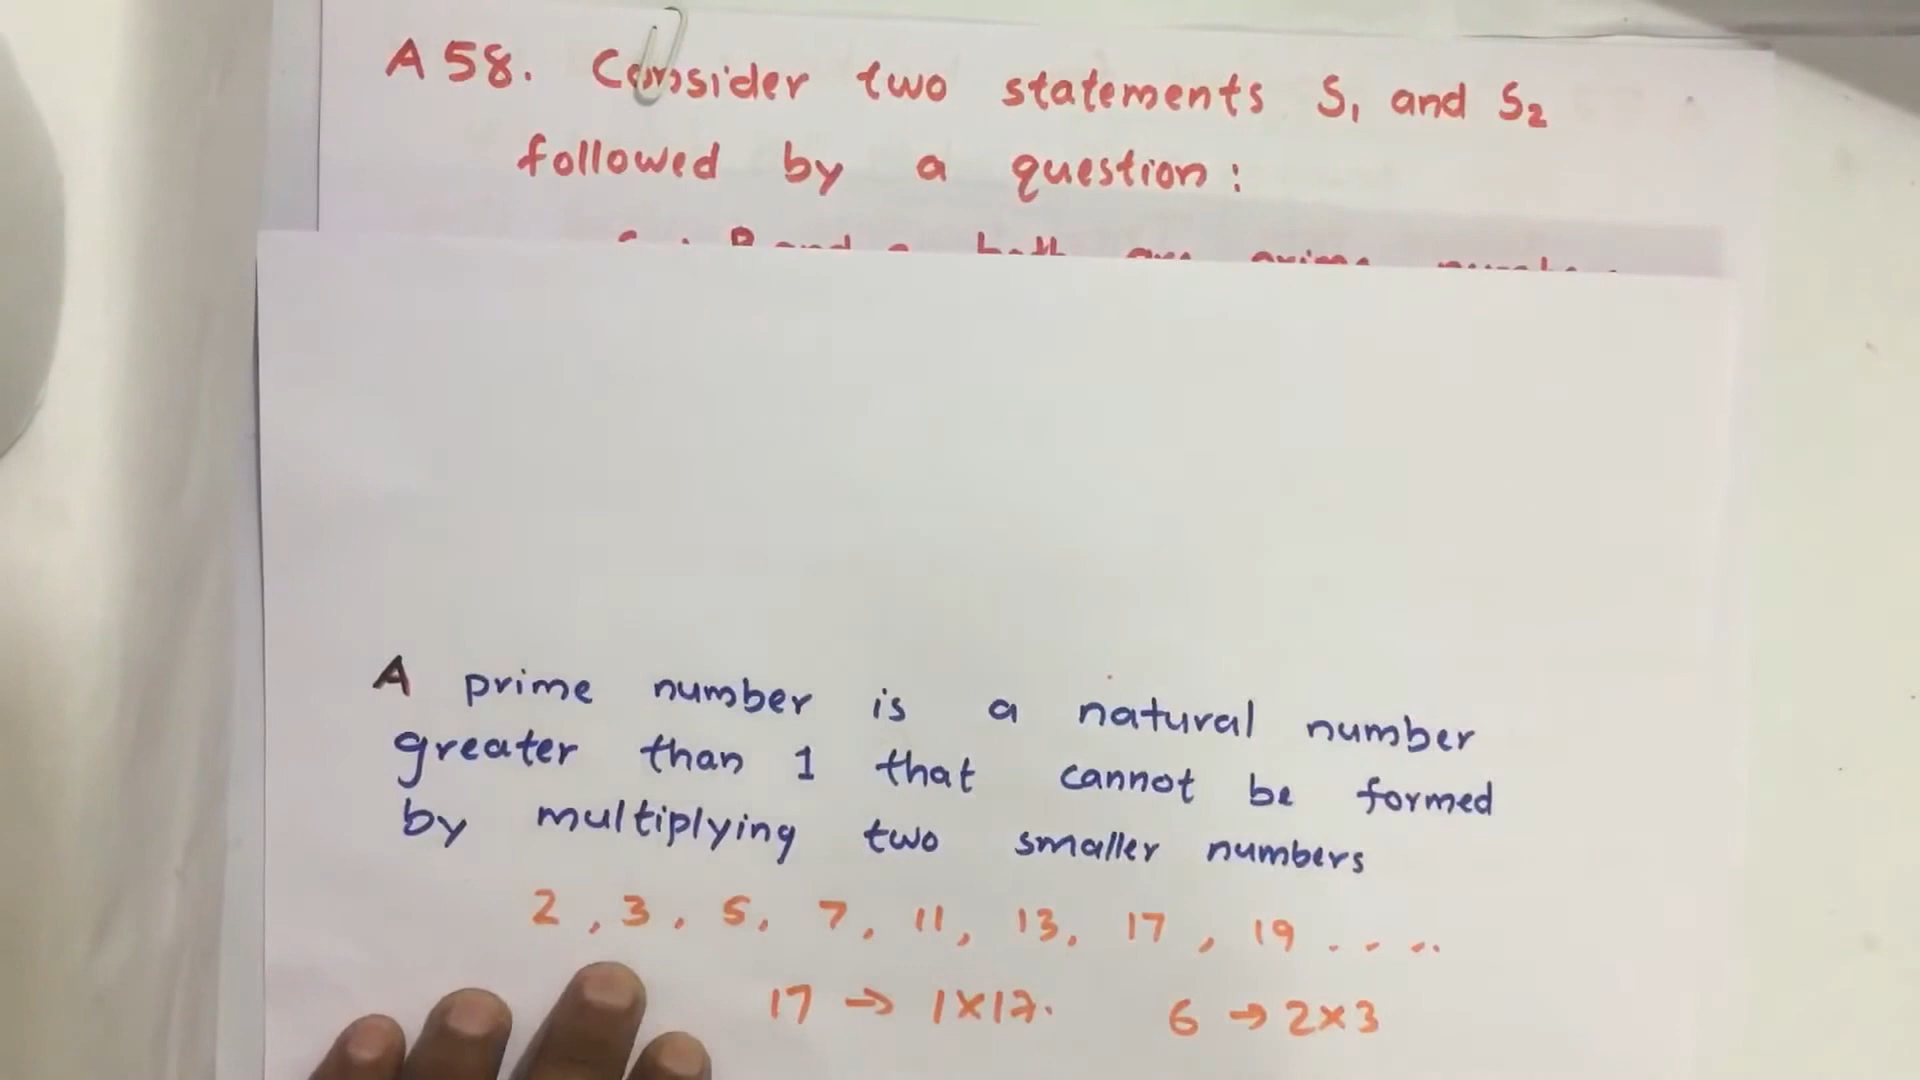 A 58. Consider two statements S₁ and S₂
followed by a question:
A prime number is a natural number
greater than 1 that cannot be formed
by multiplying two smaller numbers
2, 3, 5, 7, 11, 13, 17, 19 . . . .
17 → 1×17. 6 → 2×3